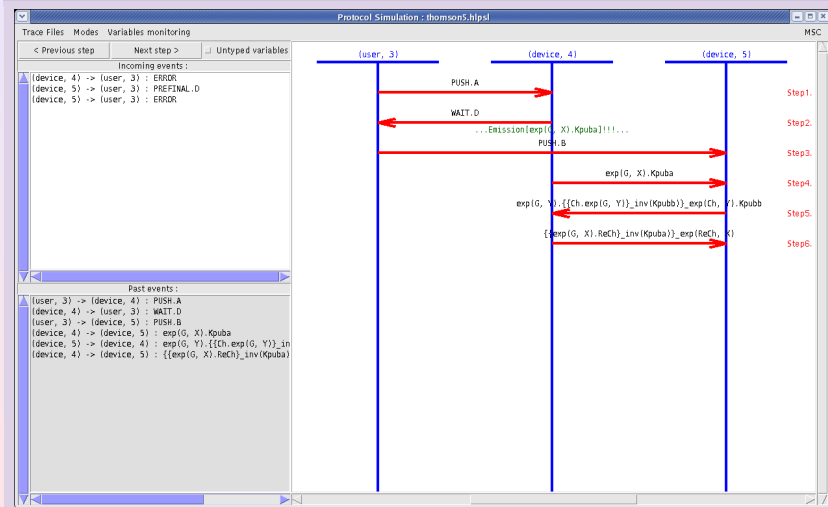 Protocol Simulation : thomson5.hlpsl
Trace Files Modes Variables monitoring MSC
< Previous step Next step > Untyped variables
Incoming events :
(device, 4) -> (user, 3) : ERROR
(device, 5) -> (user, 3) : PREFINAL.D
(device, 5) -> (user, 3) : ERROR
Past events :
(user, 3) -> (device, 4) : PUSH.A
(device, 4) -> (user, 3) : WAIT.D
(user, 3) -> (device, 5) : PUSH.B
(device, 4) -> (device, 5) : exp(G, X).Kpuba
(device, 5) -> (device, 4) : exp(G, Y).{{Ch.exp(G, Y)}_in
(device, 4) -> (device, 5) : {{exp(G, X).ReCh}_inv(Kpuba)
(user, 3) (device, 4) (device, 5)
PUSH.A Step1.
WAIT.D Step2.
...Emission[exp(G, X).Kpuba]!!!...
PUSH.B Step3.
exp(G, X).Kpuba Step4.
exp(G, Y).{{Ch.exp(G, Y)}_inv(Kpubb)}_exp(Ch, Y).Kpubb Step5.
{{exp(G, X).ReCh}_inv(Kpuba)}_exp(ReCh, X) Step6.